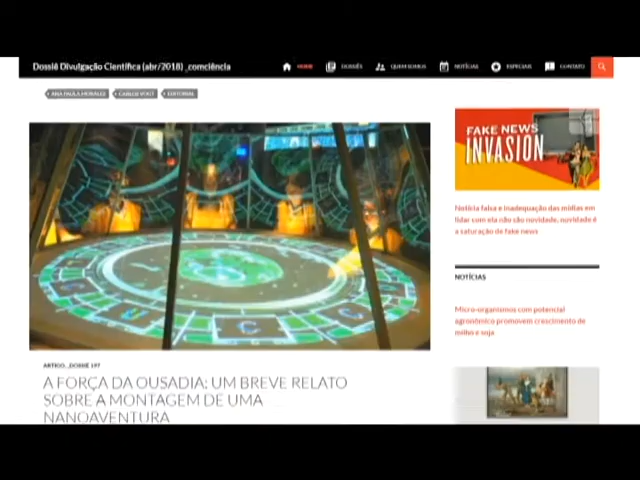 Dossiê Divulgação Científica (abr/2018)_comciência
HOME DOSSIÊS QUEM SOMOS NOTÍCIAS ESPECIAIS CONTATO
ANA PAULA MORALES CARLOS VOGT EDITORIAL
FAKE NEWS
INVASION
Notícia falsa e inadequação das mídias em
lidar com ela não são novidade, novidade é
a saturação de fake news
NOTÍCIAS
Micro-organismos com potencial
agronômico promovem crescimento de
milho e soja
ARTIGO_DOSSIÊ 197
A FORÇA DA OUSADIA: UM BREVE RELATO
SOBRE A MONTAGEM DE UMA
NANOAVENTURA